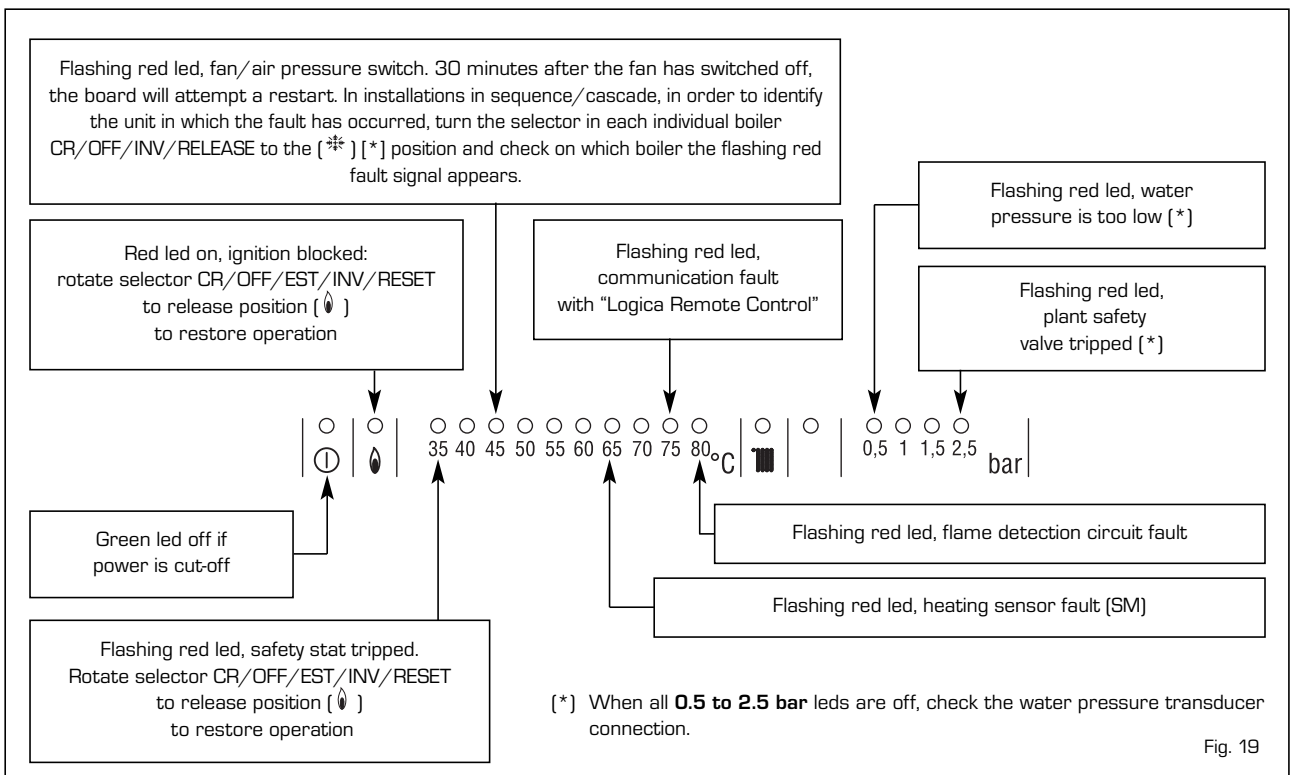 Flashing red led, fan/air pressure switch. 30 minutes after the fan has switched off,
the board will attempt a restart. In installations in sequence/cascade, in order to identify
the unit in which the fault has occurred, turn the selector in each individual boiler
CR/OFF/INV/RELEASE to the ( ) (*) position and check on which boiler the flashing red
fault signal appears.
Flashing red led, water
pressure is too low (*)
Red led on, ignition blocked:
rotate selector CR/OFF/EST/INV/RESET
to release position ( )
to restore operation
Flashing red led,
communication fault
with “Logica Remote Control”
Flashing red led,
plant safety
valve tripped (*)
35 40 45 50 55 60 65 70 75 80 °C
0,5 1 1,5 2,5 bar
Green led off if
power is cut-off
Flashing red led, flame detection circuit fault
Flashing red led, heating sensor fault (SM)
Flashing red led, safety stat tripped.
Rotate selector CR/OFF/EST/INV/RESET
to release position ( )
to restore operation
(*) When all 0.5 to 2.5 bar leds are off, check the water pressure transducer
connection.
Fig. 19